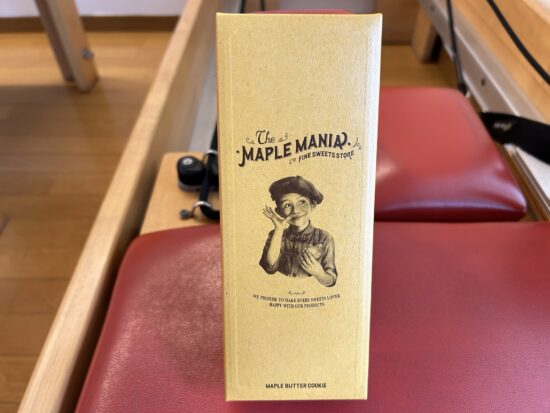 The
MAPLE MANIA
FINE SWEETS STORE
WE PROMISE TO MAKE EVERY SWEETS LOVER
HAPPY WITH OUR PRODUCTS
MAPLE BUTTER COOKIE